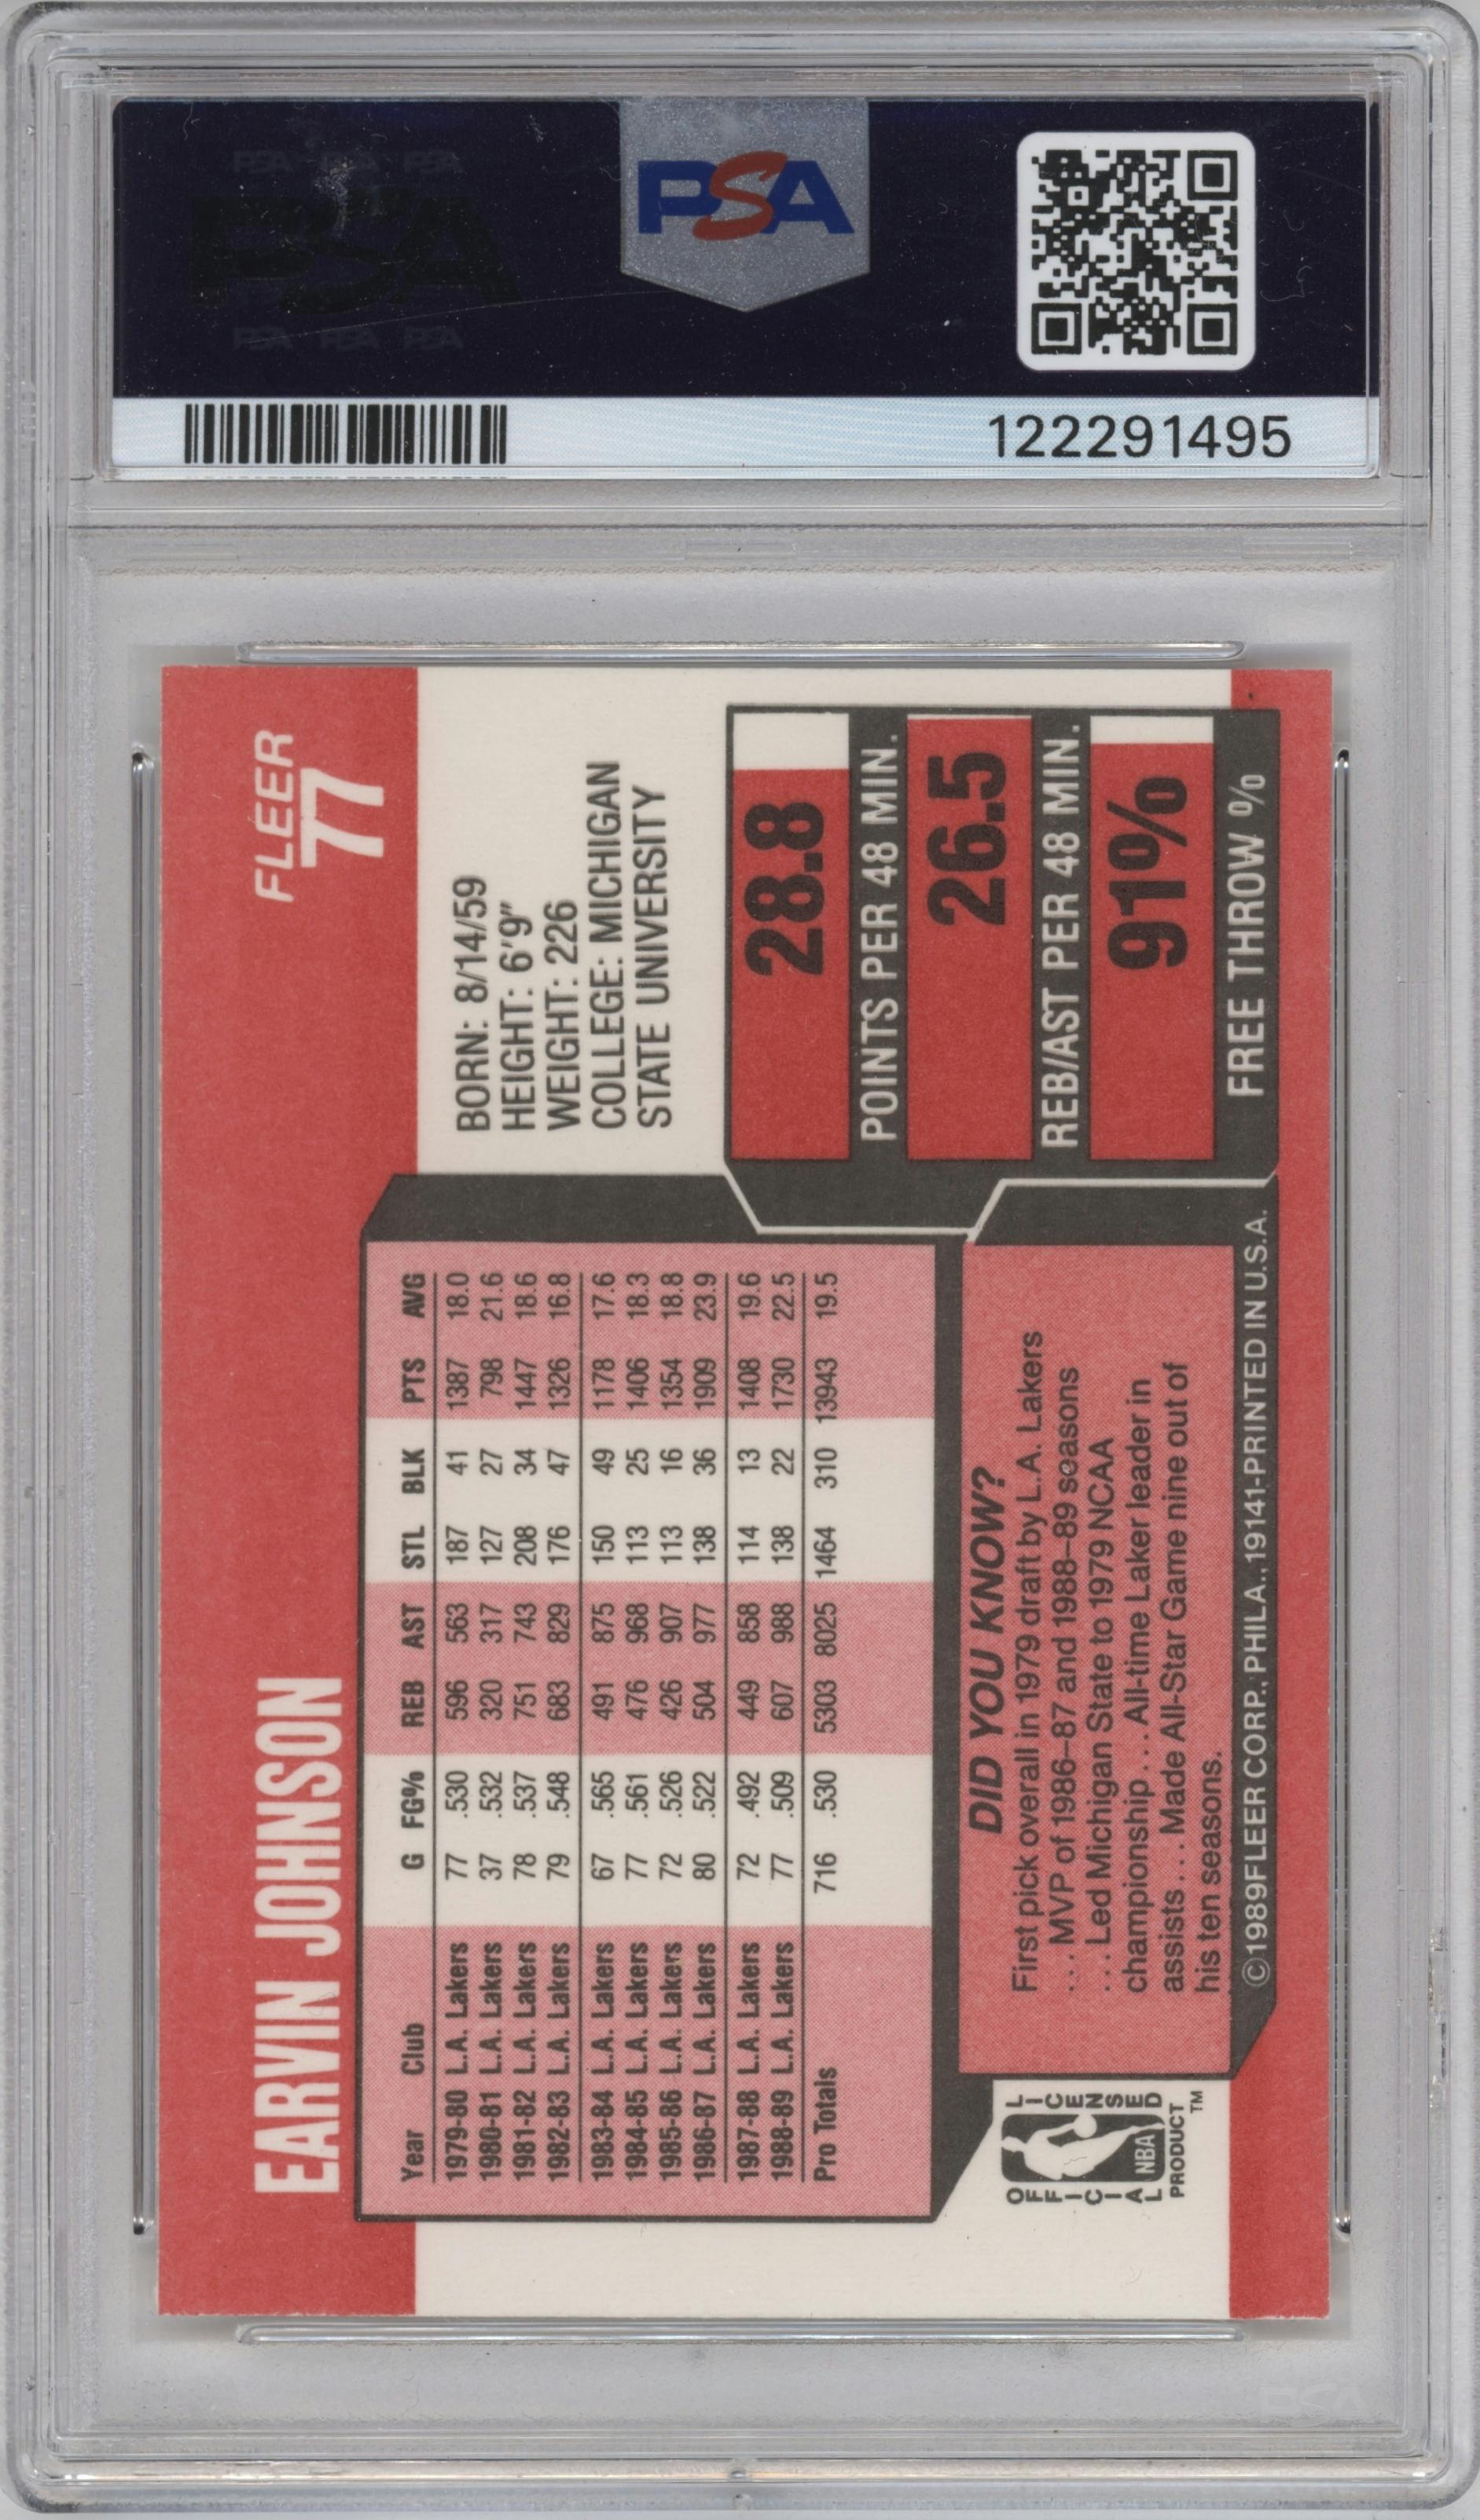 PSA PSA PSA
PSA
PSA PSA PSA
PSA
122291495
EARVIN JOHNSON
FLEER
77
Year Club G FG% REB AST STL BLK PTS AVG
1979-80 L.A. Lakers 77 .530 596 563 187 41 1387 18.0
1980-81 L.A. Lakers 37 .532 320 317 127 27 798 21.6
1981-82 L.A. Lakers 78 .537 751 743 208 34 1447 18.6
1982-83 L.A. Lakers 79 .548 683 829 176 47 1326 16.8
1983-84 L.A. Lakers 67 .565 491 875 150 49 1178 17.6
1984-85 L.A. Lakers 77 .561 476 968 113 25 1406 18.3
1985-86 L.A. Lakers 72 .526 426 907 113 16 1354 18.8
1986-87 L.A. Lakers 80 .522 504 977 138 36 1909 23.9
1987-88 L.A. Lakers 72 .492 449 858 114 13 1408 19.6
1988-89 L.A. Lakers 77 .509 607 988 138 22 1730 22.5
Pro Totals 716 .530 5303 8025 1464 310 13943 19.5
BORN: 8/14/59
HEIGHT: 6'9"
WEIGHT: 226
COLLEGE: MICHIGAN
STATE UNIVERSITY
28.8
POINTS PER 48 MIN.
26.5
REB/AST PER 48 MIN.
91%
FREE THROW %
DID YOU KNOW?
First pick overall in 1979 draft by L.A. Lakers
... MVP of 1986–87 and 1988–89 seasons
... Led Michigan State to 1979 NCAA
championship ... All-time Laker leader in
assists ... Made All-Star Game nine out of
his ten seasons.
OFFICIAL LICENSED
NBA
PRODUCT
TM
©1989 FLEER CORP., PHILA., 19141-PRINTED IN U.S.A.
PSA